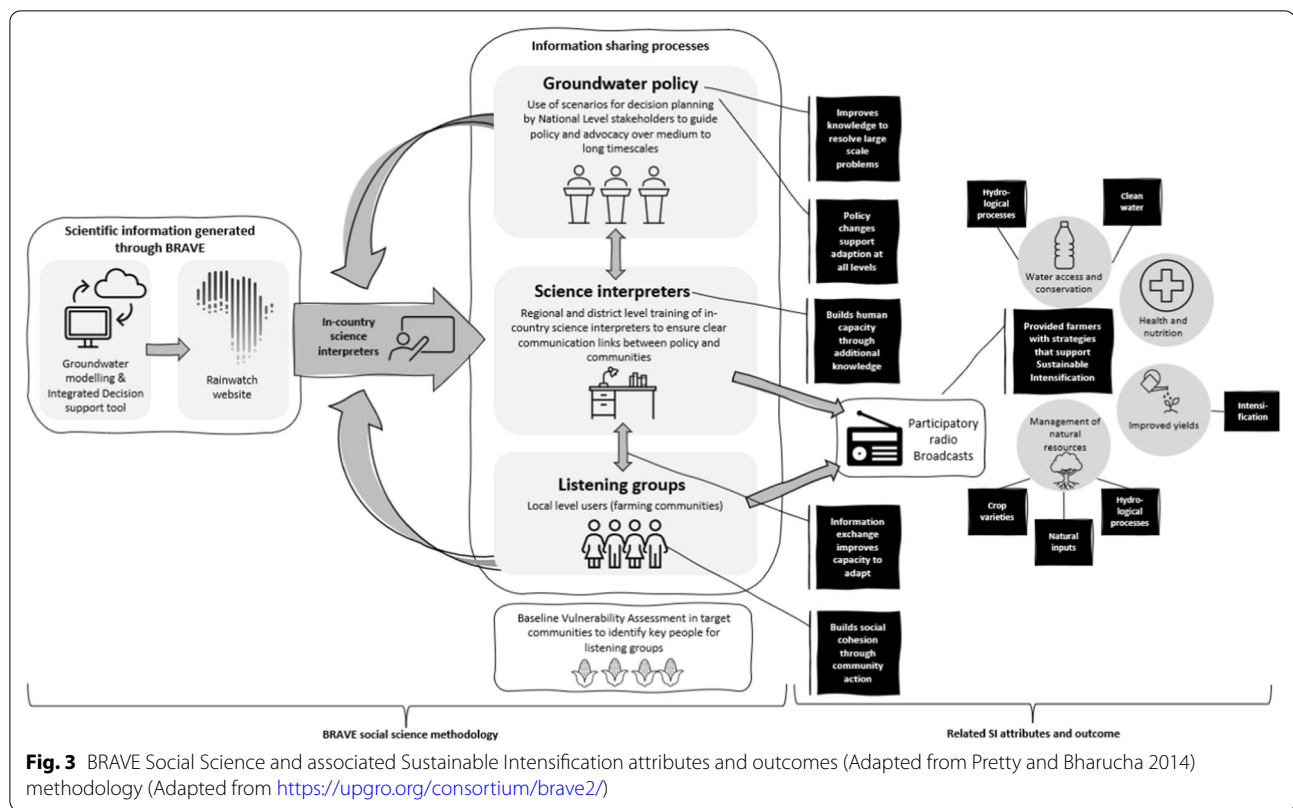 Information sharing processes
Groundwater policy
Use of scenarios for decision planning
by National Level stakeholders to guide
policy and advocacy over medium to
long timescales
Scientific information generated
through BRAVE
Groundwater
modelling &
Integrated Decision
support tool
Rainwatch
website
In-country
science
interpreters
Science interpreters
Regional and district level training of in-
country science interpreters to ensure clear
communication links between policy and
communities
Listening groups
Local level users (farming communities)
Baseline Vulnerability Assessment in target
communities to identify key people for
listening groups
Improves
knowledge to
resolve large
scale
problems
Policy
changes
support
adaption at
all levels
Builds human
capacity
through
additional
knowledge
Participatory
radio
Broadcasts
Information
exchange
improves
capacity to
adapt
Builds social
cohesion
through
community
action
Provided farmers
with strategies
that support
Sustainable
Intensification
Hydro-
logical
processes
Clean
water
Water access and
conservation
Health and
nutrition
Improved yields
Intensi-
fication
Management of
natural
resources
Crop
varieties
Natural
inputs
Hydro-
logical
processes
BRAVE social science methodology
Related SI attributes and outcome
Fig. 3 BRAVE Social Science and associated Sustainable Intensification attributes and outcomes (Adapted from Pretty and Bharucha 2014)
methodology (Adapted from https://upgro.org/consortium/brave2/)